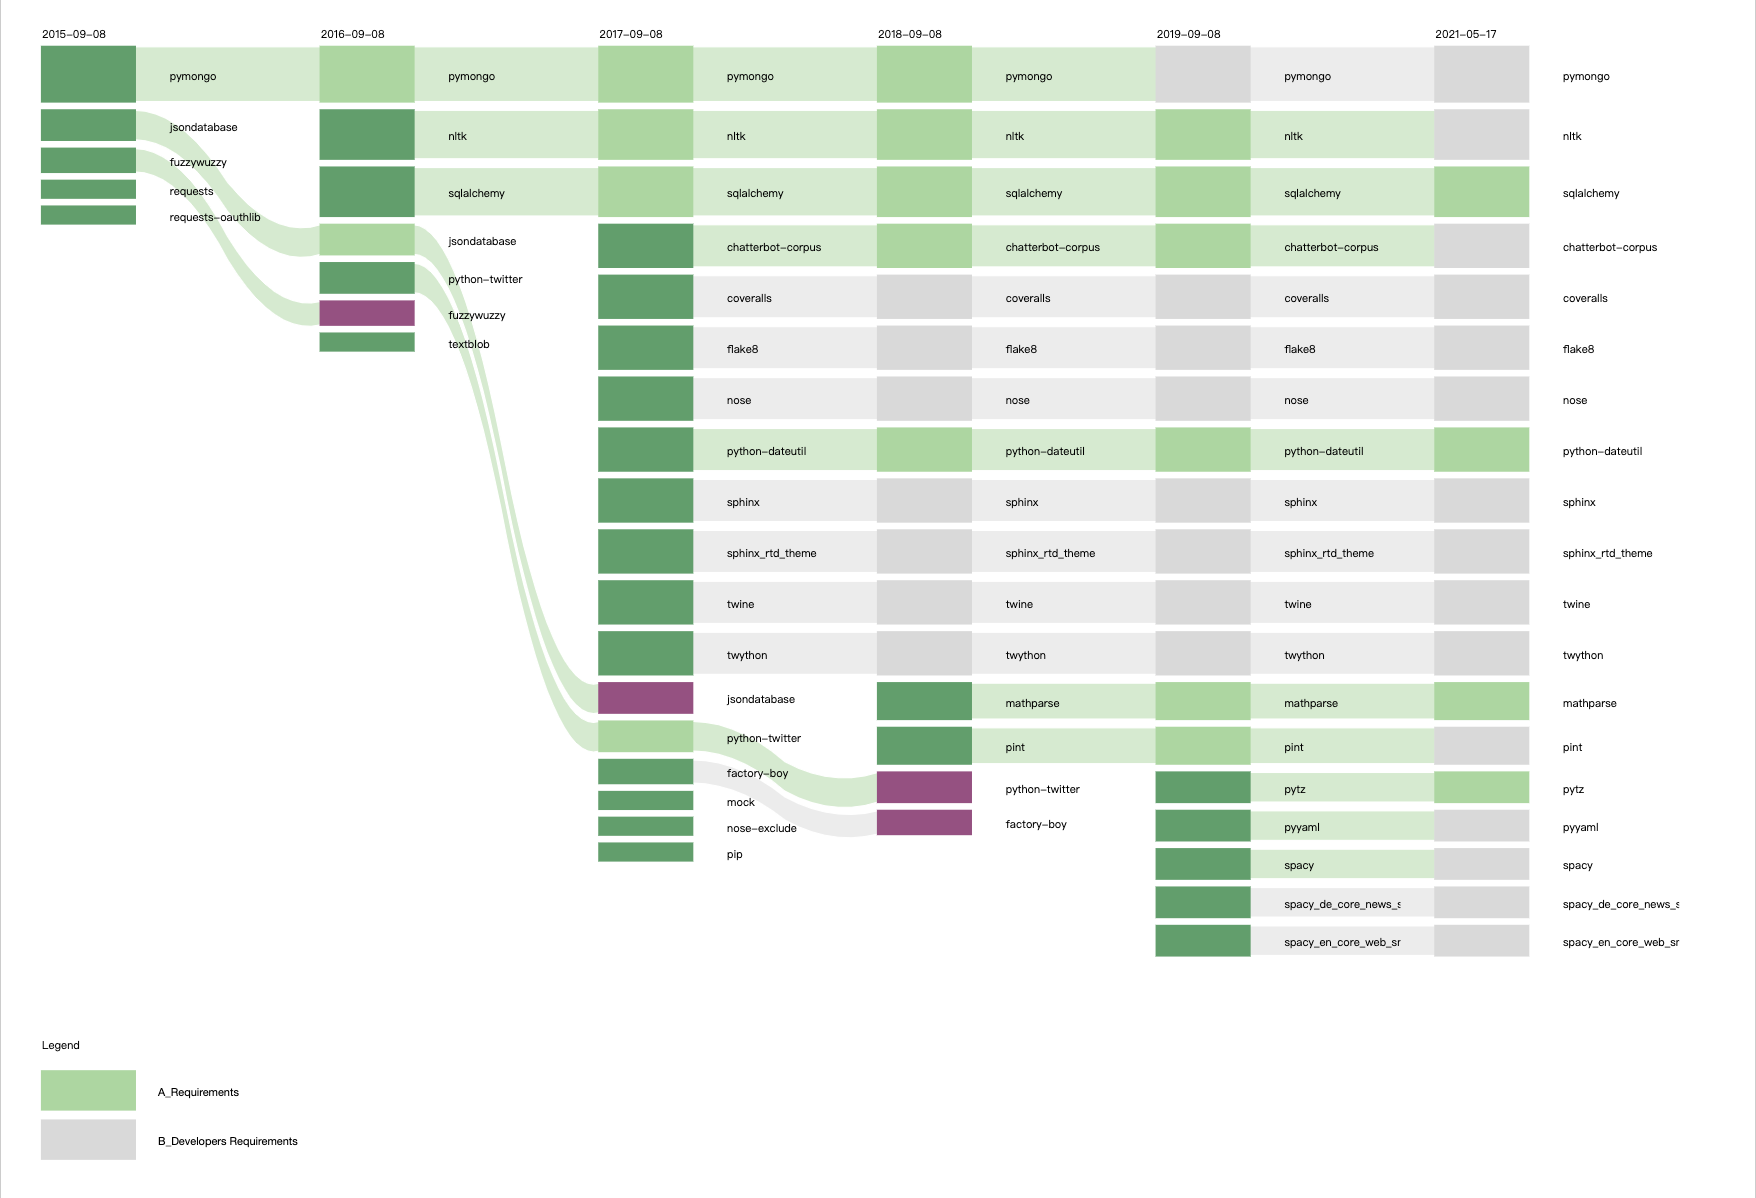 2015-09-08
pymongo
jsondatabase
fuzzywuzzy
requests
requests-oauthlib
2016-09-08
pymongo
nltk
sqlalchemy
jsondatabase
python-twitter
fuzzywuzzy
textblob
2017-09-08
pymongo
nltk
sqlalchemy
chatterbot-corpus
coveralls
flake8
nose
python-dateutil
sphinx
sphinx_rtd_theme
twine
twython
jsondatabase
python-twitter
factory-boy
mock
nose-exclude
pip
2018-09-08
pymongo
nltk
sqlalchemy
chatterbot-corpus
coveralls
flake8
nose
python-dateutil
sphinx
sphinx_rtd_theme
twine
twython
mathparse
pint
python-twitter
factory-boy
2019-09-08
pymongo
nltk
sqlalchemy
chatterbot-corpus
coveralls
flake8
nose
python-dateutil
sphinx
sphinx_rtd_theme
twine
twython
mathparse
pint
pytz
pyyaml
spacy
spacy_de_core_news_s
spacy_en_core_web_sr
2021-05-17
pymongo
nltk
sqlalchemy
chatterbot-corpus
coveralls
flake8
nose
python-dateutil
sphinx
sphinx_rtd_theme
twine
twython
mathparse
pint
pytz
pyyaml
spacy
spacy_de_core_news_s
spacy_en_core_web_sr
Legend
A_Requirements
B_Developers Requirements